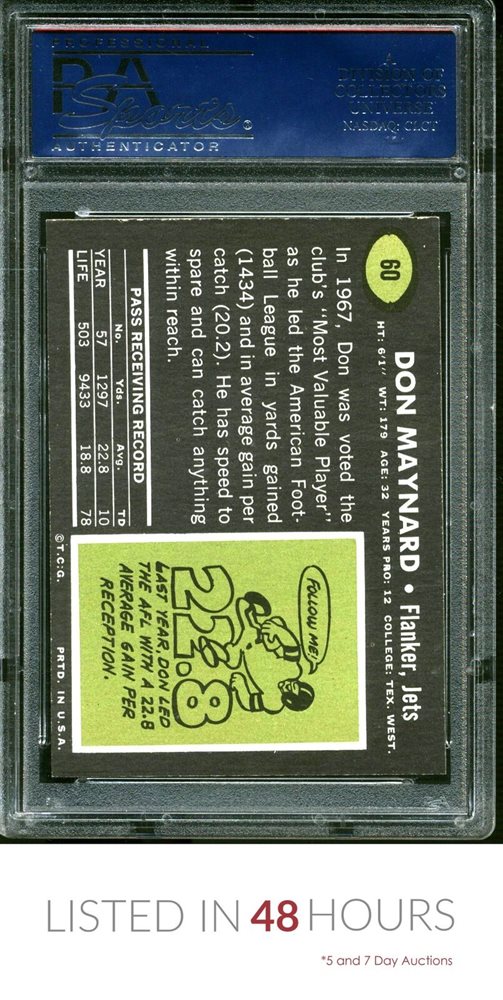 PROFESSIONAL
PSA
Sports®
AUTHENTICATOR
A
DIVISION OF
COLLECTORS
UNIVERSE
NASDAQ: CLCT
60
DON MAYNARD • Flanker, Jets
HT: 6'1" WT: 179 AGE: 32 YEARS PRO: 12 COLLEGE: TEX. WEST.
In 1967, Don was voted the
club's "Most Valuable Player"
as he led the American Foot-
ball League in yards gained
(1434) and in average gain per
catch (20.2). He has speed to
spare and can catch anything
within reach.
PASS RECEIVING RECORD
No. Yds. Avg. TD
YEAR 57 1297 22.8 10
LIFE 503 9433 18.8 78
FOLLOW ME!
22.8
LAST YEAR, DON LED
THE AFL WITH A 22.8
AVERAGE GAIN PER
RECEPTION.
©T.C.G. PRTD. IN U.S.A.
LISTED IN 48 HOURS
*5 and 7 Day Auctions